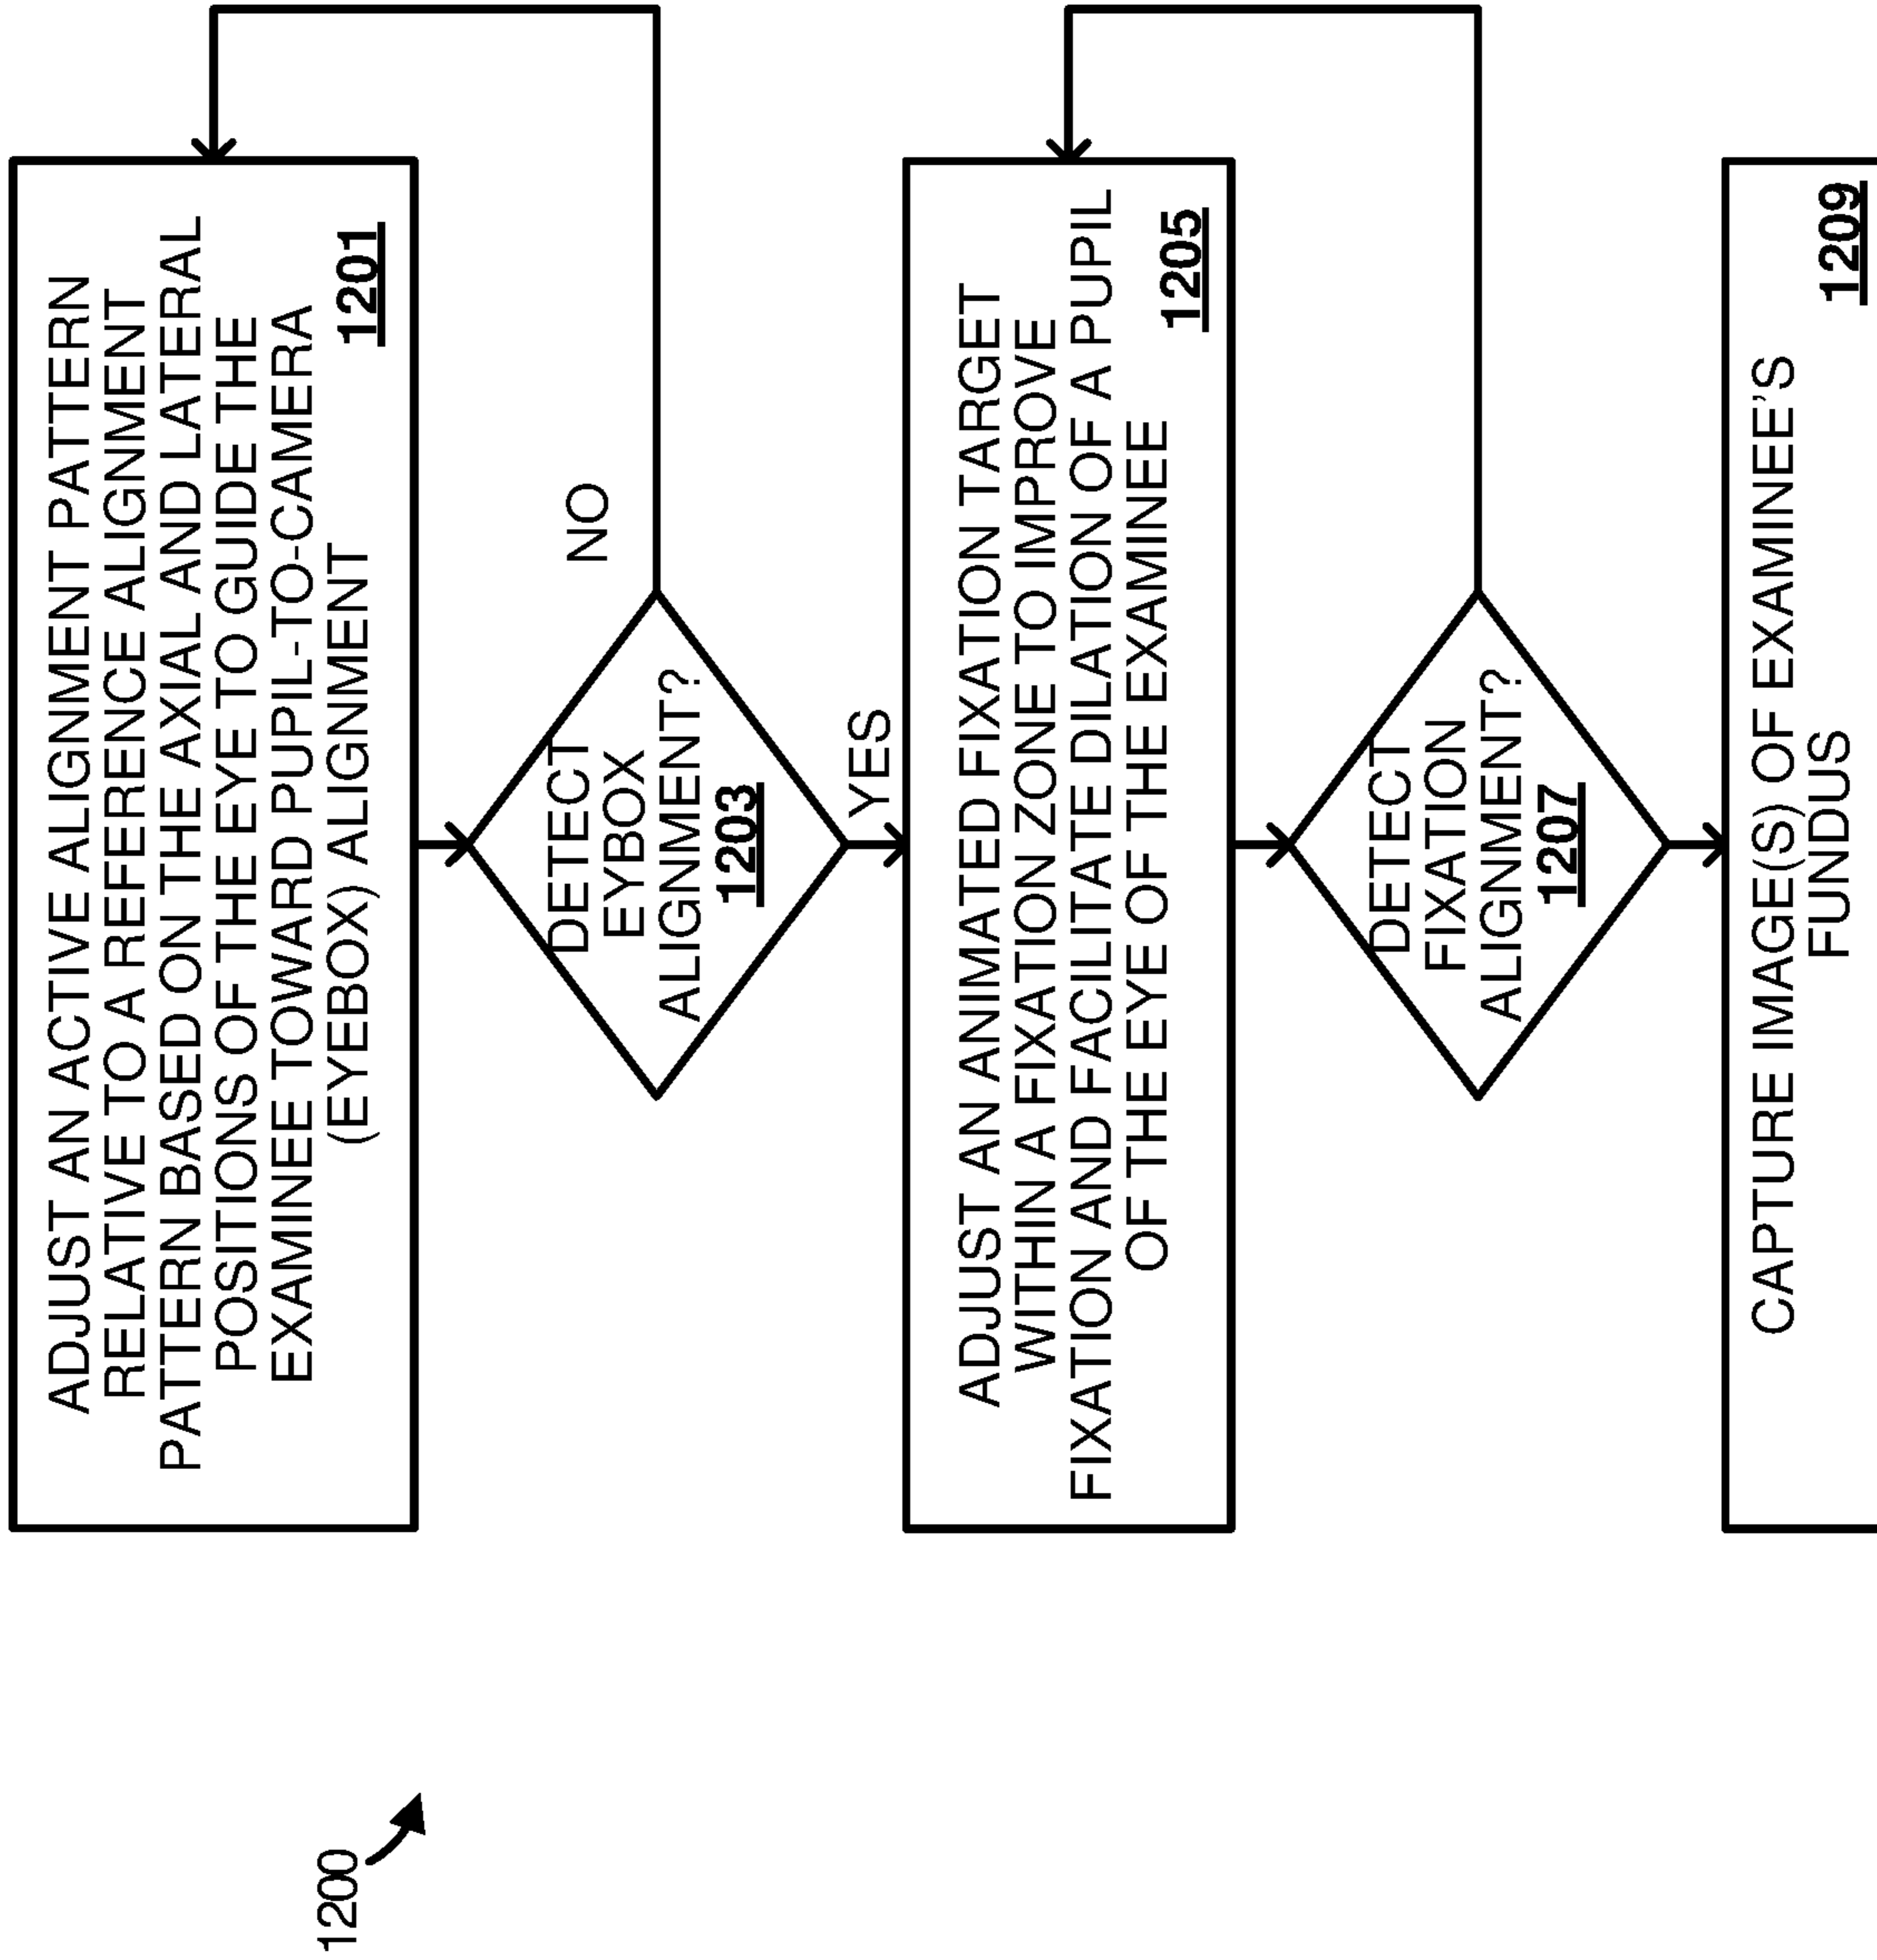 ADJUST AN ACTIVE ALIGNMENT PATTERN
RELATIVE TO A REFERENCE ALIGNMENT
PATTERN BASED ON THE AXIAL AND LATERAL
POSITIONS OF THE EYE TO GUIDE THE
EXAMINEE TOWARD PUPIL-TO-CAMERA
(EYEBOX) ALIGNMENT
1201
NO
DETECT
EYBOX
ALIGNMENT?
1203
YES
ADJUST AN ANIMATED FIXATION TARGET
WITHIN A FIXATION ZONE TO IMPROVE
FIXATION AND FACILITATE DILATION OF A PUPIL
OF THE EYE OF THE EXAMINEE
1205
DETECT
FIXATION
ALIGNMENT?
1207
CAPTURE IMAGE(S) OF EXAMINEE'S
FUNDUS
1209
1200